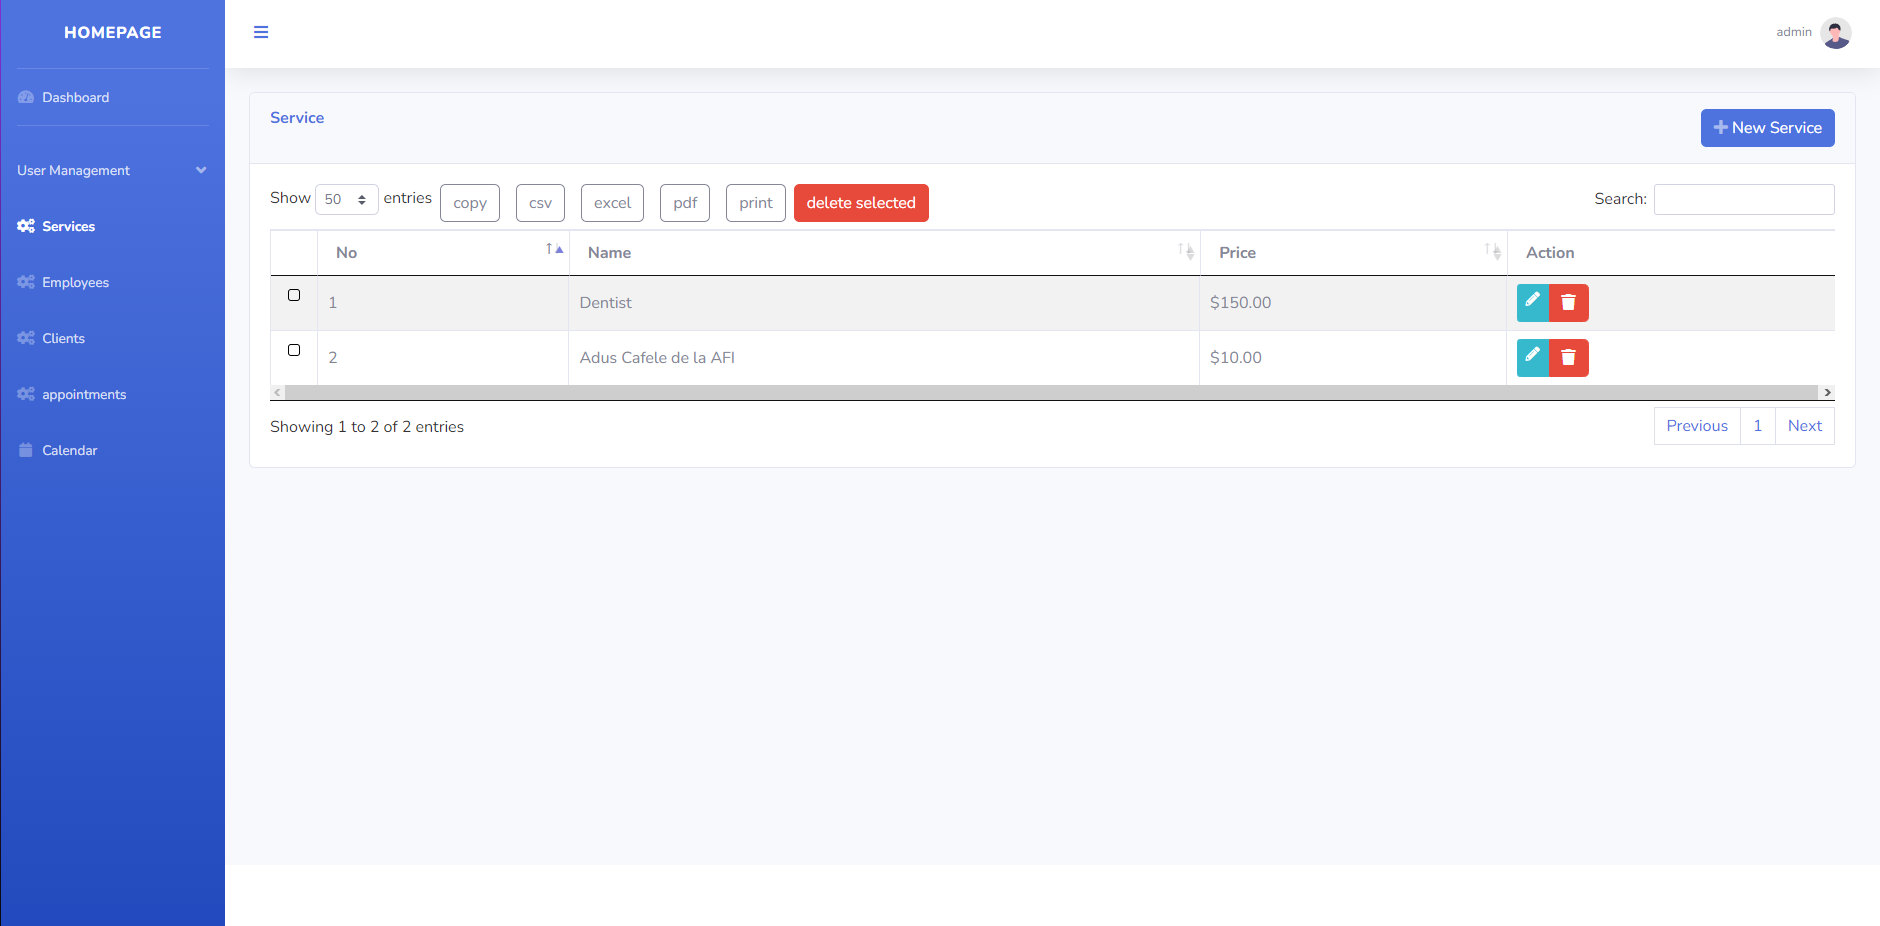 HOMEPAGE
admin
Dashboard
User Management
Services
Employees
Clients
appointments
Calendar
Service
New Service
Show 50 entries copy csv excel pdf print delete selected Search:
No Name Price Action
1 Dentist $150.00
2 Adus Cafele de la AFI $10.00
Showing 1 to 2 of 2 entries Previous 1 Next